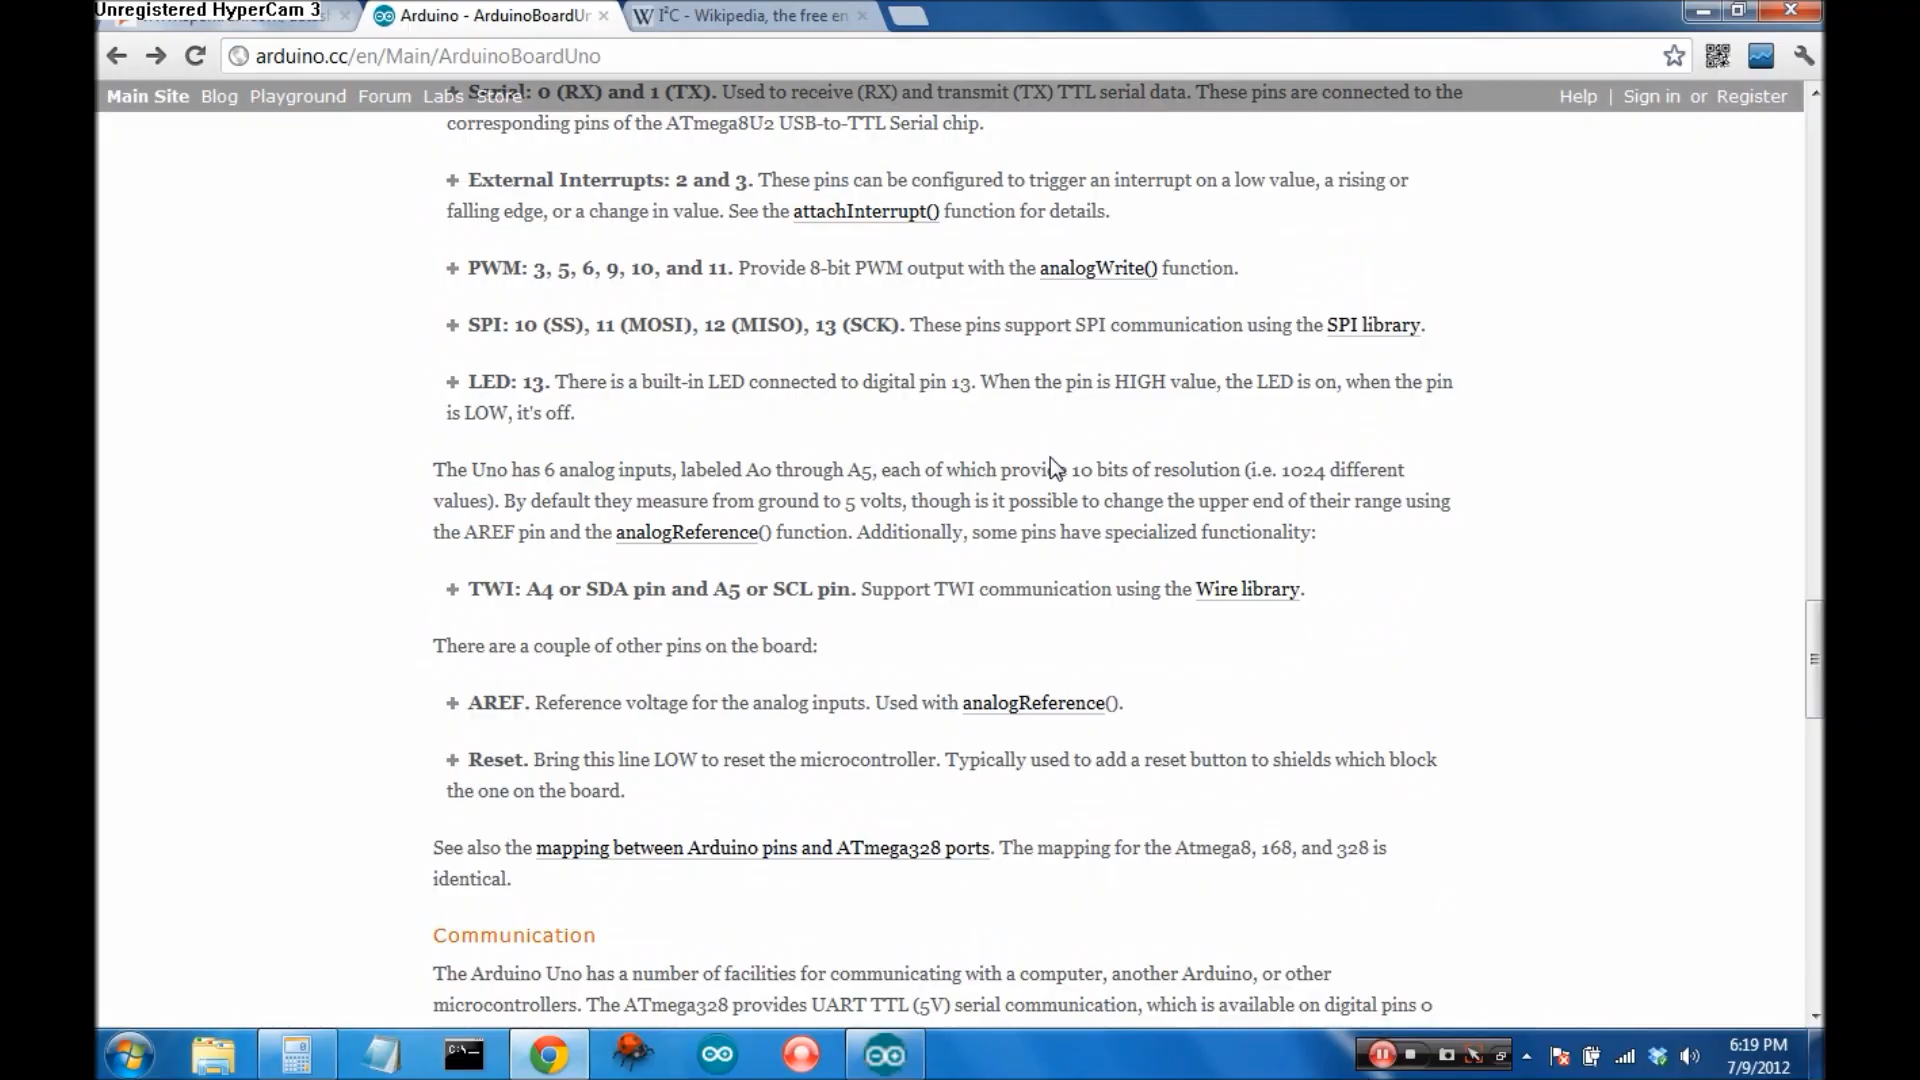 Unregistered HyperCam 3
Arduino - ArduinoBoardUn
I²C - Wikipedia, the free en
arduino.cc/en/Main/ArduinoBoardUno
Main Site Blog Playground Forum Labs Store Help | Sign in or Register
+ Serial: 0 (RX) and 1 (TX). Used to receive (RX) and transmit (TX) TTL serial data. These pins are connected to the
corresponding pins of the ATmega8U2 USB-to-TTL Serial chip.
+ External Interrupts: 2 and 3. These pins can be configured to trigger an interrupt on a low value, a rising or
falling edge, or a change in value. See the attachInterrupt() function for details.
+ PWM: 3, 5, 6, 9, 10, and 11. Provide 8-bit PWM output with the analogWrite() function.
+ SPI: 10 (SS), 11 (MOSI), 12 (MISO), 13 (SCK). These pins support SPI communication using the SPI library.
+ LED: 13. There is a built-in LED connected to digital pin 13. When the pin is HIGH value, the LED is on, when the pin
is LOW, it's off.
The Uno has 6 analog inputs, labeled A0 through A5, each of which provide 10 bits of resolution (i.e. 1024 different
values). By default they measure from ground to 5 volts, though is it possible to change the upper end of their range using
the AREF pin and the analogReference() function. Additionally, some pins have specialized functionality:
+ TWI: A4 or SDA pin and A5 or SCL pin. Support TWI communication using the Wire library.
There are a couple of other pins on the board:
+ AREF. Reference voltage for the analog inputs. Used with analogReference().
+ Reset. Bring this line LOW to reset the microcontroller. Typically used to add a reset button to shields which block
the one on the board.
See also the mapping between Arduino pins and ATmega328 ports. The mapping for the Atmega8, 168, and 328 is
identical.
Communication
The Arduino Uno has a number of facilities for communicating with a computer, another Arduino, or other
microcontrollers. The ATmega328 provides UART TTL (5V) serial communication, which is available on digital pins 0
6:19 PM
7/9/2012